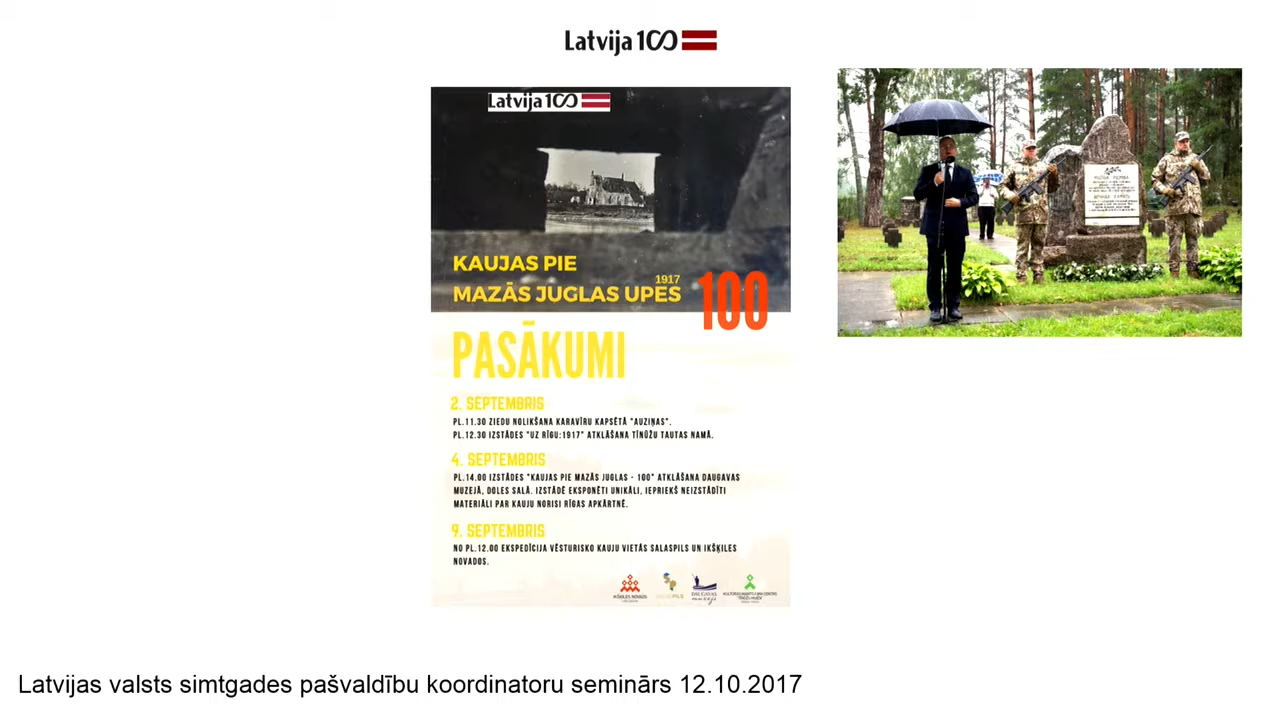 Latvija 100
Latvija 100
KAUJAS PIE
1917
MAZĀS JUGLAS UPES
100
PASĀKUMI
2. SEPTEMBRIS
PL.11.30 ZIEDU NOLIKŠANA KARAVĪRU KAPSĒTĀ "AUZIŅAS".
PL.12.30 IZSTĀDES "UZ RĪGU:1917" ATKLĀŠANA TĪNŪŽU TAUTAS NAMĀ.
4. SEPTEMBRIS
PL.14.00 IZSTĀDES "KAUJAS PIE MAZĀS JUGLAS - 100" ATKLĀŠANA DAUGAVAS
MUZEJĀ, DOLES SALĀ. IZSTĀDĒ EKSPONĒTI UNIKĀLI, IEPRIEKŠ NEIZSTĀDĪTI
MATERIĀLI PAR KAUJU NORISI RĪGAS APKĀRTNĒ.
9. SEPTEMBRIS
NO PL.12.00 EKSPEDĪCIJA VĒSTURISKO KAUJU VIETĀS SALASPILS UN IKŠĶILES
NOVADOS.
IKŠĶILES NOVADS
DAUGAVAS
muzejs
Latvijas valsts simtgades pašvaldību koordinatoru seminārs 12.10.2017